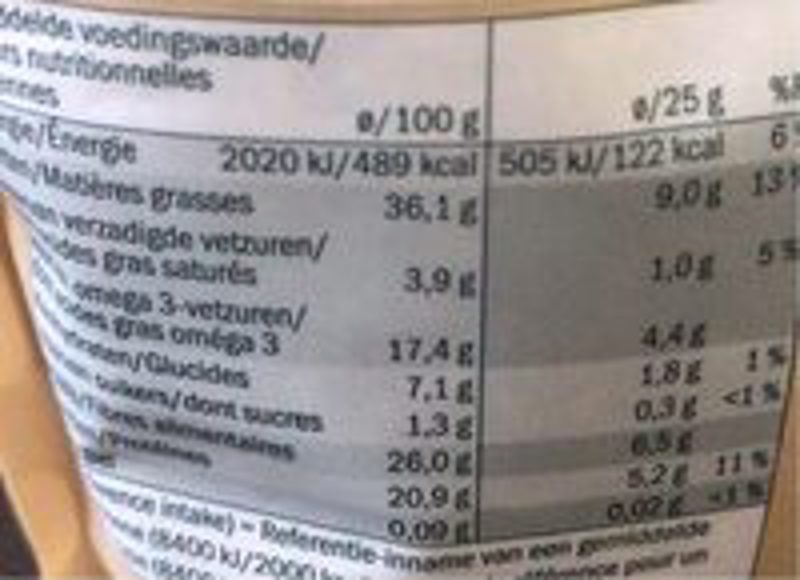 voedingswaarde/
nutritionnelles
ø/100 g ø/25 g
/Énergie 2020 kJ/489 kcal 505 kJ/122 kcal
/Matières grasses 36,1 g 9,0 g
verzadigde vetzuren/
gras saturés 3,9 g 1,0 g 5 %
omega 3-vetzuren/
gras oméga 3 17,4 g 4,4 g
/Glucides 7,1 g 1,8 g 1 %
suikers/dont sucres 1,3 g 0,3 g <1 %
/Fibres alimentaires 26,0 g 6,5 g
20,9 g 5,2 g 11 %
0,09 g 0,02 g <1 %
intake) = Referentie-inname van een gemiddelde
(8400 kJ/2000 pour un